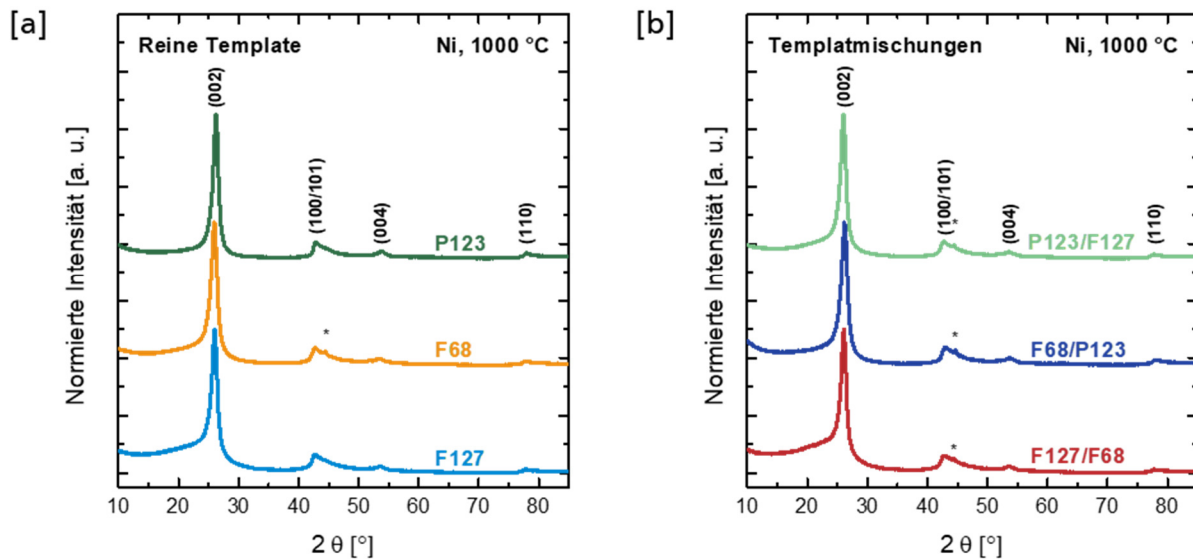 [a]
Reine Template
Ni, 1000 °C
(002)
(100/101)
(004)
(110)
P123
*
F68
F127
Normierte Intensität [a. u.]
10 20 30 40 50 60 70 80
2 θ [°]
[b]
Templatmischungen
Ni, 1000 °C
(002)
(100/101)
*
(004)
(110)
P123/F127
*
F68/P123
*
F127/F68
Normierte Intensität [a. u.]
10 20 30 40 50 60 70 80
2 θ [°]